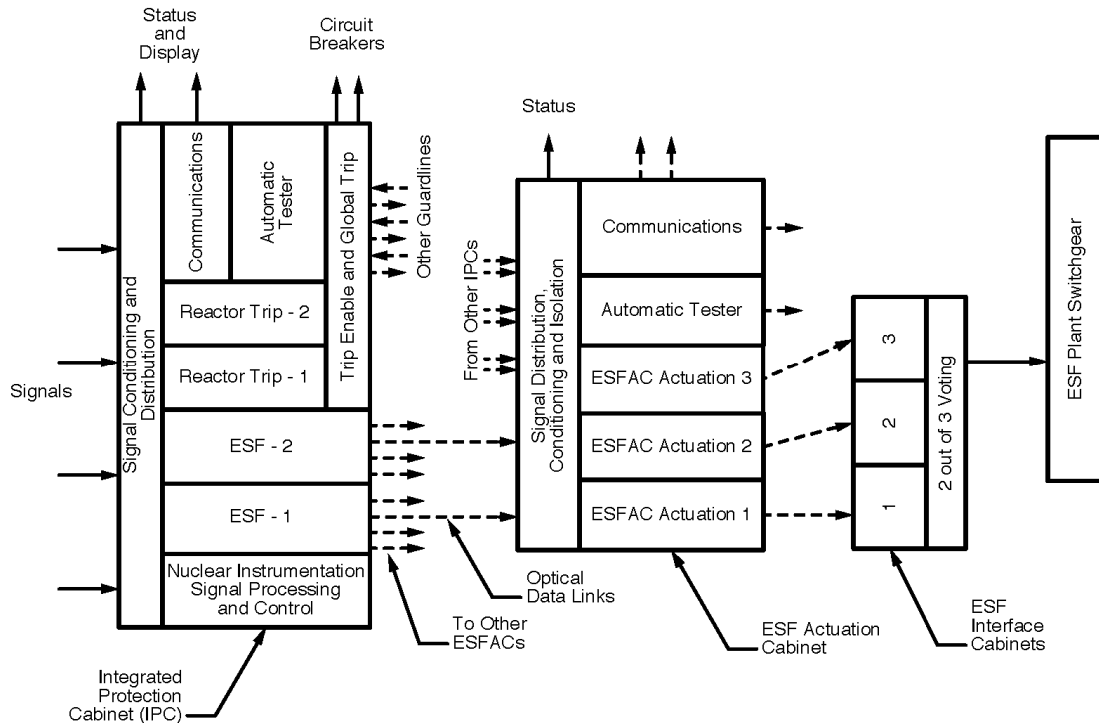 Status
and
Display
Circuit
Breakers
Signals
Signal Conditioning and
Distribution
Communications
Automatic
Tester
Trip Enable and Global Trip
Other Guardlines
Reactor Trip - 2
Reactor Trip - 1
ESF - 2
ESF - 1
Nuclear Instrumentation
Signal Processing
and Control
Integrated
Protection
Cabinet (IPC)
To Other
ESFACs
Optical
Data Links
Status
From Other IPCs
Signal Distribution,
Conditioning and Isolation
Communications
Automatic Tester
ESFAC Actuation 3
ESFAC Actuation 2
ESFAC Actuation 1
ESF Actuation
Cabinet
3
2
1
2 out of 3 Voting
ESF
Interface
Cabinets
ESF Plant Switchgear